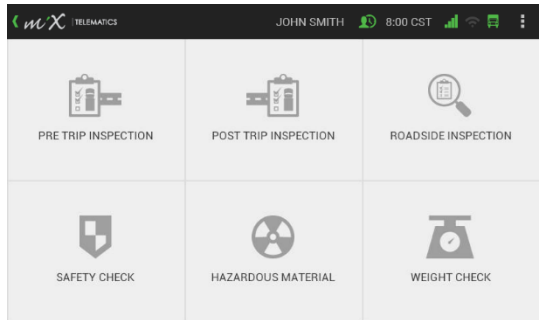 miX TELEMATICS JOHN SMITH 8:00 CST
PRE TRIP INSPECTION POST TRIP INSPECTION ROADSIDE INSPECTION
SAFETY CHECK HAZARDOUS MATERIAL WEIGHT CHECK